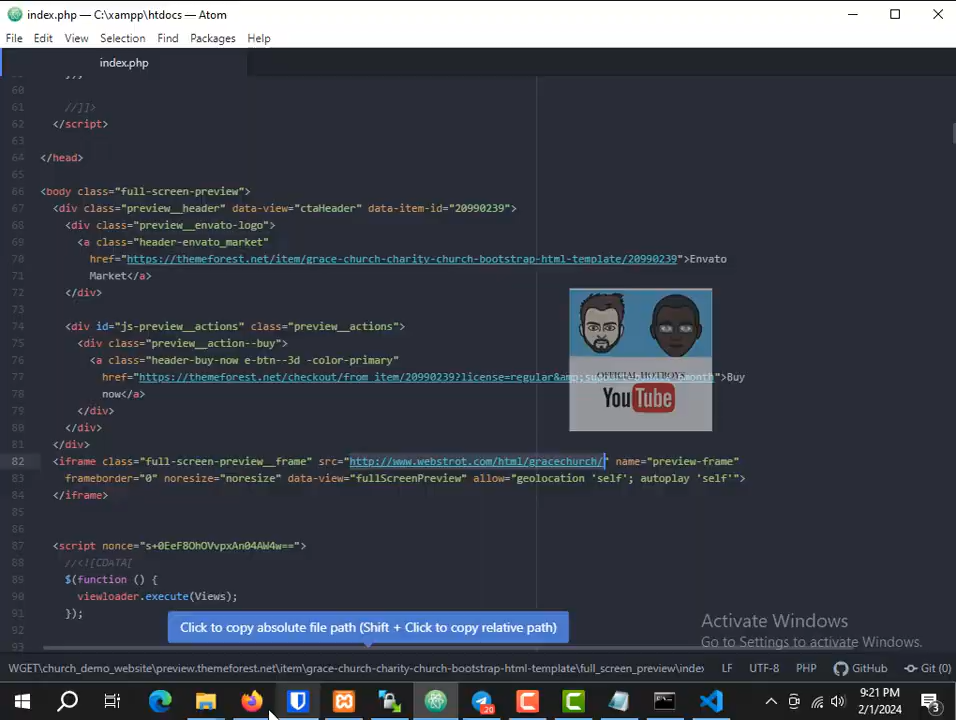 index.php — C:\xampp\htdocs — Atom
File Edit View Selection Find Packages Help
index.php
60
61 //]]>
62 </script>
63
64 </head>
65
66 <body class="full-screen-preview">
67 <div class="preview__header" data-view="ctaHeader" data-item-id="20990239">
68 <div class="preview__envato-logo">
69 <a class="header-envato_market"
70 href="https://themeforest.net/item/grace-church-charity-church-bootstrap-html-template/20990239">Envato
71 Market</a>
72 </div>
73
74 <div id="js-preview__actions" class="preview__actions">
75 <div class="preview__action--buy">
76 <a class="header-buy-now e-btn--3d -color-primary"
77 href="https://themeforest.net/checkout/from_item/20990239?license=regular&amp;
month">Buy
78 now</a>
79 </div>
80 </div>
81 </div>
82 <iframe class="full-screen-preview__frame" src="http://www.webstrot.com/html/gracechurch/" name="preview-frame"
83 frameborder="0" noresize="noresize" data-view="fullScreenPreview" allow="geolocation 'self'; autoplay 'self'">
84 </iframe>
85
86
87 <script nonce="s+0EeF8OhOVvpxAn04AW4w==">
88 //<![CDATA[
89 $(function () {
90 viewloader.execute(Views);
91 });
92
93
OFFICIAL HOTBOYS
YouTube
Click to copy absolute file path (Shift + Click to copy relative path)
Activate Windows
Go to Settings to activate Windows.
WGET\church_demo_website\preview.themeforest.net\item\grace-church-charity-church-bootstrap-html-template\full_screen_preview\index LF UTF-8 PHP GitHub Git (0)
20
9:21 PM
2/1/2024
3